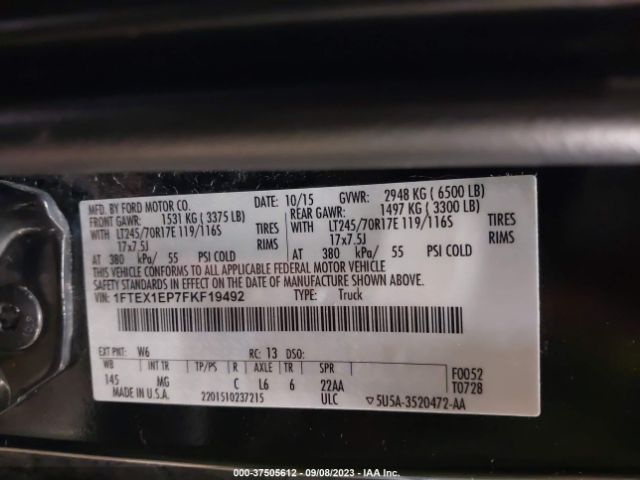 MFD. BY FORD MOTOR CO. DATE: 10/15 GVWR: 2948 KG ( 6500 LB)
FRONT GAWR: 1531 KG ( 3375 LB) REAR GAWR: 1497 KG ( 3300 LB)
WITH LT245/70R17E 119/116S TIRES WITH LT245/70R17E 119/116S TIRES
17x7.5J RIMS 17x7.5J RIMS
AT 380 kPa/ 55 PSI COLD AT 380 kPa/ 55 PSI COLD
THIS VEHICLE CONFORMS TO ALL APPLICABLE FEDERAL MOTOR VEHICLE
SAFETY STANDARDS IN EFFECT ON THE DATE OF MANUFACTURE SHOWN ABOVE.
VIN: 1FTEX1EP7FKF19492 TYPE: Truck
EXT PNT: W6 RC: 13 DSO:
WB INT TR TP/PS R AXLE TR SPR F0052
145 MG C L6 6 22AA T0728
MADE IN U.S.A. 2201510237215 ULC ▽5U5A-3520472-AA
000-37505612 - 09/08/2023 - IAA Inc.